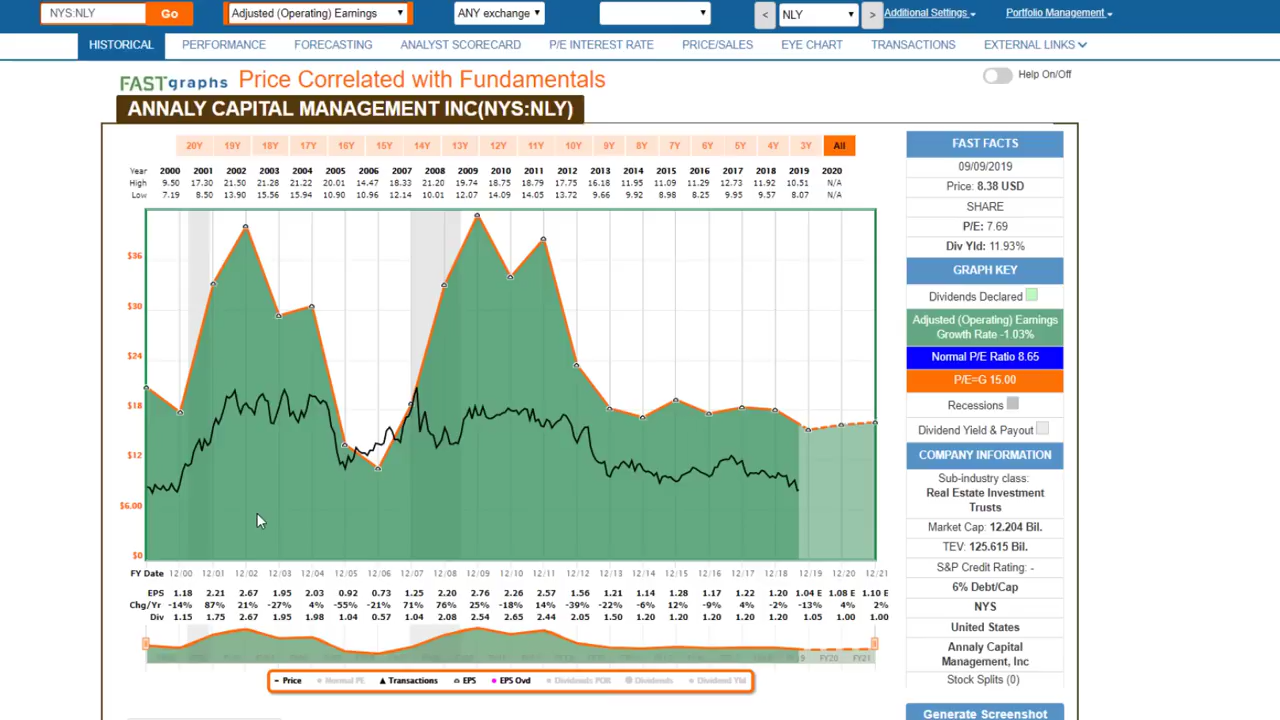 NYS:NLY Go Adjusted (Operating) Earnings ANY exchange < NLY > Additional Settings Portfolio Management
HISTORICAL PERFORMANCE FORECASTING ANALYST SCORECARD P/E INTEREST RATE PRICE/SALES EYE CHART TRANSACTIONS EXTERNAL LINKS
FASTgraphs Price Correlated with Fundamentals
Help On/Off
ANNALY CAPITAL MANAGEMENT INC(NYS:NLY)
20Y 19Y 18Y 17Y 16Y 15Y 14Y 13Y 12Y 11Y 10Y 9Y 8Y 7Y 6Y 5Y 4Y 3Y All
Year 2000 2001 2002 2003 2004 2005 2006 2007 2008 2009 2010 2011 2012 2013 2014 2015 2016 2017 2018 2019 2020
High 9.50 17.30 21.50 21.28 21.22 20.01 14.47 18.33 21.20 19.74 18.75 18.79 17.75 16.18 11.95 11.09 11.29 12.73 11.92 10.51 N/A
Low 7.19 8.50 13.90 15.56 15.94 10.90 10.96 12.14 10.01 12.07 14.09 14.05 13.72 9.66 9.92 8.98 8.25 9.95 9.57 8.07 N/A
$36
$30
$24
$18
$12
$6.00
$0
FY Date 12/00 12/01 12/02 12/03 12/04 12/05 12/06 12/07 12/08 12/09 12/10 12/11 12/12 12/13 12/14 12/15 12/16 12/17 12/18 12/19 12/20 12/21
EPS 1.18 2.21 2.67 1.95 2.03 0.92 0.73 1.25 2.20 2.76 2.26 2.57 1.56 1.21 1.14 1.28 1.17 1.22 1.20 1.04 E 1.08 E 1.10 E
Chg/Yr -14% 87% 21% -27% 4% -55% -21% 71% 76% 25% -18% 14% -39% -22% -6% 12% -9% 4% -2% -13% 4% 2%
Div 1.15 1.75 2.67 1.95 1.98 1.04 0.57 1.04 2.08 2.54 2.65 2.44 2.05 1.50 1.20 1.20 1.20 1.20 1.20 1.05 1.00 1.00
FY20 FY21
Price Normal PE Transactions EPS EPS Ovd Dividends POR Dividends Dividend Yld
FAST FACTS
09/09/2019
Price: 8.38 USD
SHARE
P/E: 7.69
Div Yld: 11.93%
GRAPH KEY
Dividends Declared
Adjusted (Operating) Earnings
Growth Rate -1.03%
Normal P/E Ratio 8.65
P/E=G 15.00
Recessions
Dividend Yield & Payout
COMPANY INFORMATION
Sub-industry class:
Real Estate Investment
Trusts
Market Cap: 12.204 Bil.
TEV: 125.615 Bil.
S&P Credit Rating: -
6% Debt/Cap
NYS
United States
Annaly Capital
Management, Inc
Stock Splits (0)
Generate Screenshot